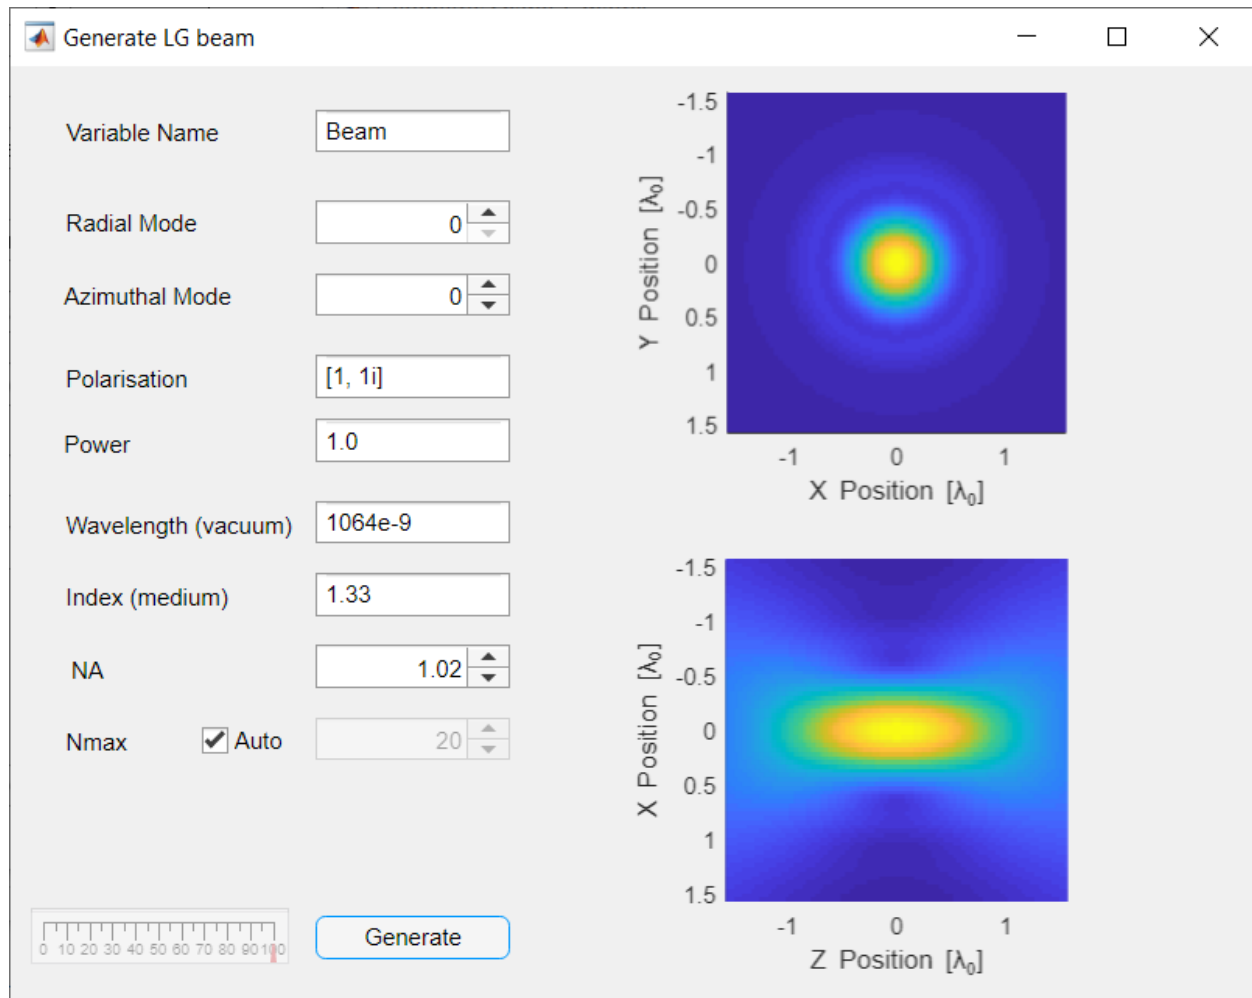 Generate LG beam
Variable Name Beam
Radial Mode 0
Azimuthal Mode 0
Polarisation [1, 1i]
Power 1.0
Wavelength (vacuum) 1064e-9
Index (medium) 1.33
NA 1.02
Nmax Auto 20
0 10 20 30 40 50 60 70 80 90 100
Generate
Y Position [λ0]
-1.5
-1
-0.5
0
0.5
1
1.5
-1 0 1
X Position [λ0]
X Position [λ0]
-1.5
-1
-0.5
0
0.5
1
1.5
-1 0 1
Z Position [λ0]